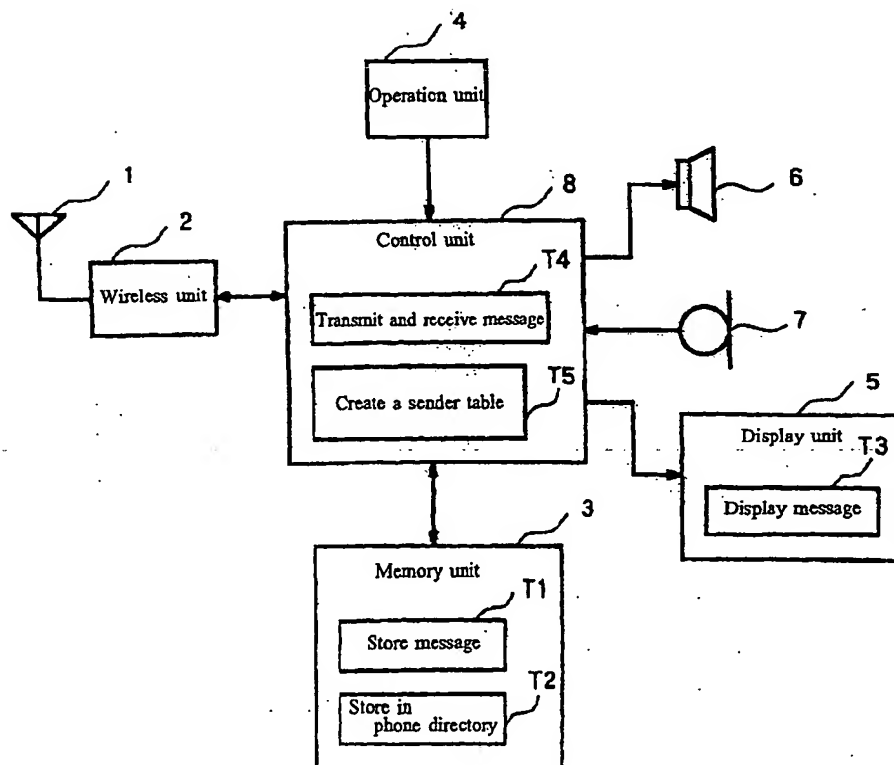 4
Operation unit
1
2
Wireless unit
8
Control unit
T4
Transmit and receive message
T5
Create a sender table
6
7
5
Display unit
T3
Display message
3
Memory unit
T1
Store message
T2
Store in
phone directory